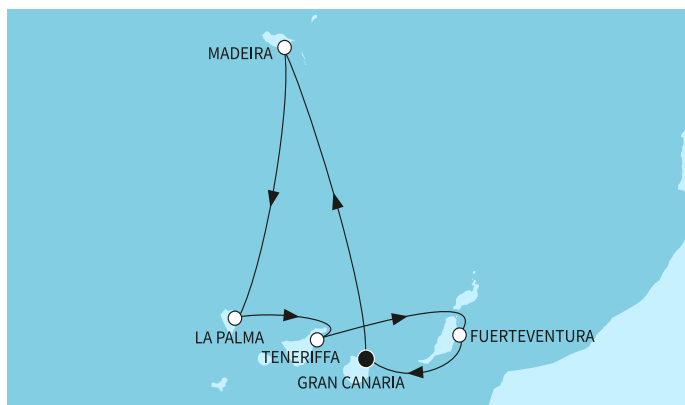 MADEIRA
LA PALMA
TENERIFFA
FUERTEVENTURA
GRAN CANARIA